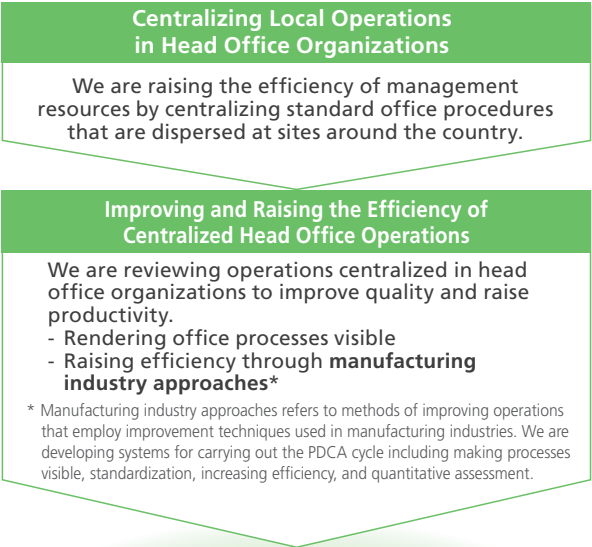 Centralizing Local Operations
in Head Office Organizations
We are raising the efficiency of management
resources by centralizing standard office procedures
that are dispersed at sites around the country.
Improving and Raising the Efficiency of
Centralized Head Office Operations
We are reviewing operations centralized in head
office organizations to improve quality and raise
productivity.
- Rendering office processes visible
- Raising efficiency through manufacturing
industry approaches*
* Manufacturing industry approaches refers to methods of improving operations
that employ improvement techniques used in manufacturing industries. We are
developing systems for carrying out the PDCA cycle including making processes
visible, standardization, increasing efficiency, and quantitative assessment.